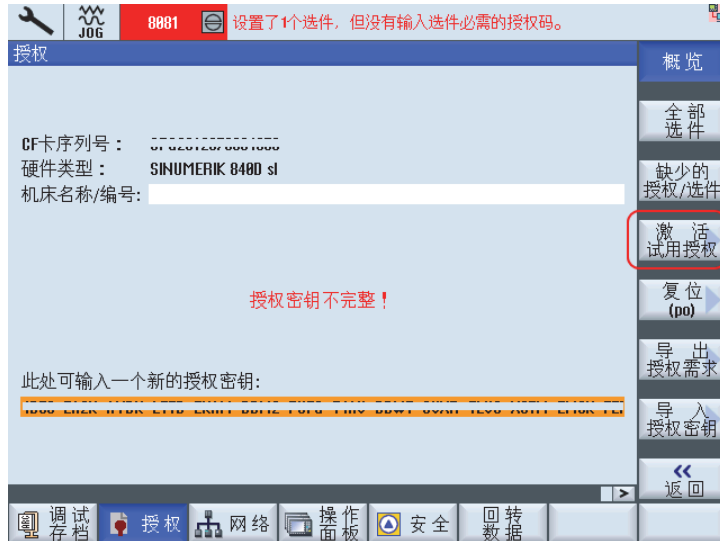 JOG
8081 设置了1个选件，但没有输入选件必需的授权码。
授权
CF卡序列号：
硬件类型： SINUMERIK 840D sl
机床名称/编号:
授权密钥不完整！
此处可输入一个新的授权密钥:
概览
全部
选件
缺少的
授权/选件
激活
试用授权
复位
(po)
导出
授权需求
导入
授权密钥
«
返回
>
调试
存档
授权
网络
操作
面板
安全
回转
数据